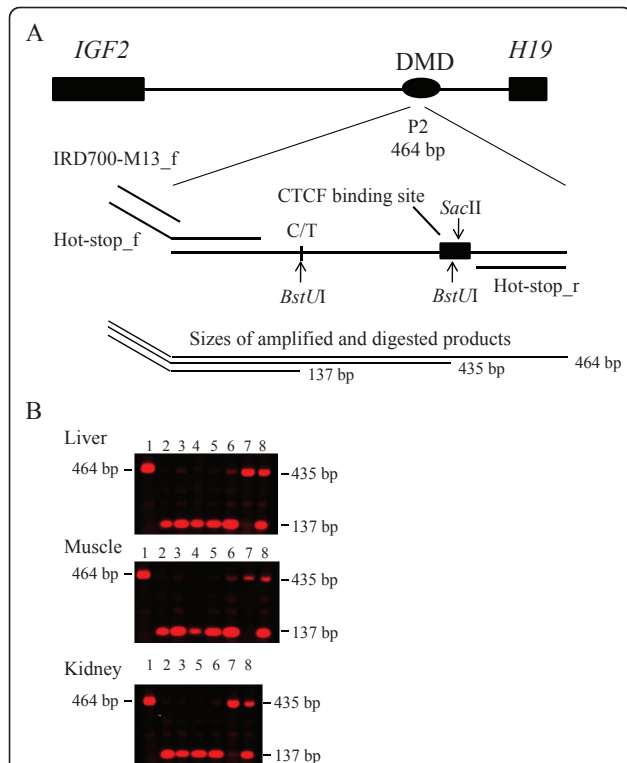 A
IGF2
H19
DMD
P2
464 bp
IRD700-M13_f
CTCF binding site
SacII
C/T
Hot-stop_f
BstUI
BstUI
Hot-stop_r
Sizes of amplified and digested products
464 bp
435 bp
137 bp
B
Liver
1 2 3 4 5 6 7 8
464 bp
435 bp
137 bp
Muscle
1 2 3 4 5 6 7 8
464 bp
435 bp
137 bp
Kidney
1 2 3 5 6 7 8
464 bp
435 bp
137 bp